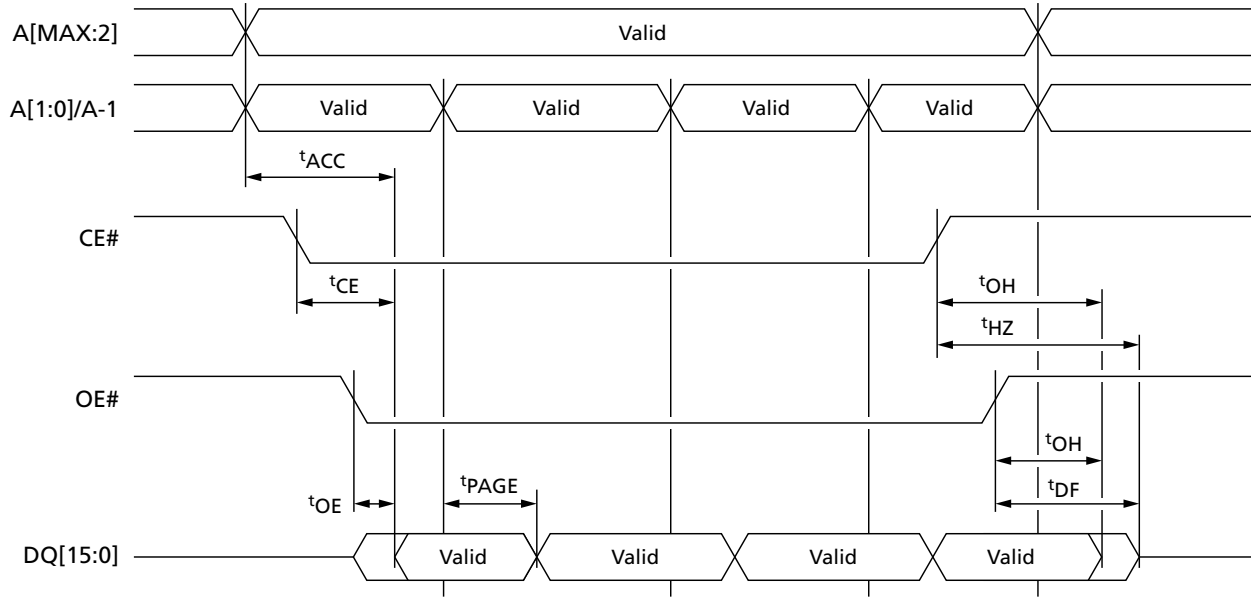 A[MAX:2]
Valid
A[1:0]/A-1
Valid
Valid
Valid
Valid
tACC
CE#
tCE
tOH
tHZ
OE#
tOH
tPAGE
tOE
tDF
DQ[15:0]
Valid
Valid
Valid
Valid